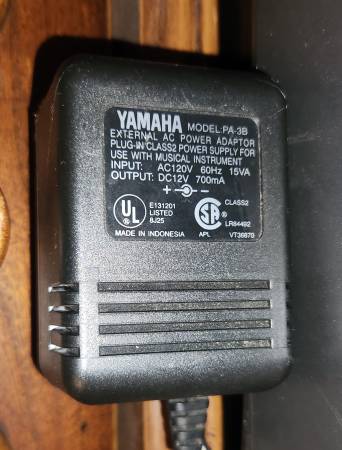 YAMAHA MODEL:PA-3B
EXTERNAL AC POWER ADAPTOR
PLUG-IN CLASS2 POWER SUPPLY FOR
USE WITH MUSICAL INSTRUMENT
INPUT: AC120V 60Hz 15VA
OUTPUT: DC12V 700mA
UL E131201
LISTED
8J25
CLASS2
LR84492
MADE IN INDONESIA APL VT36670